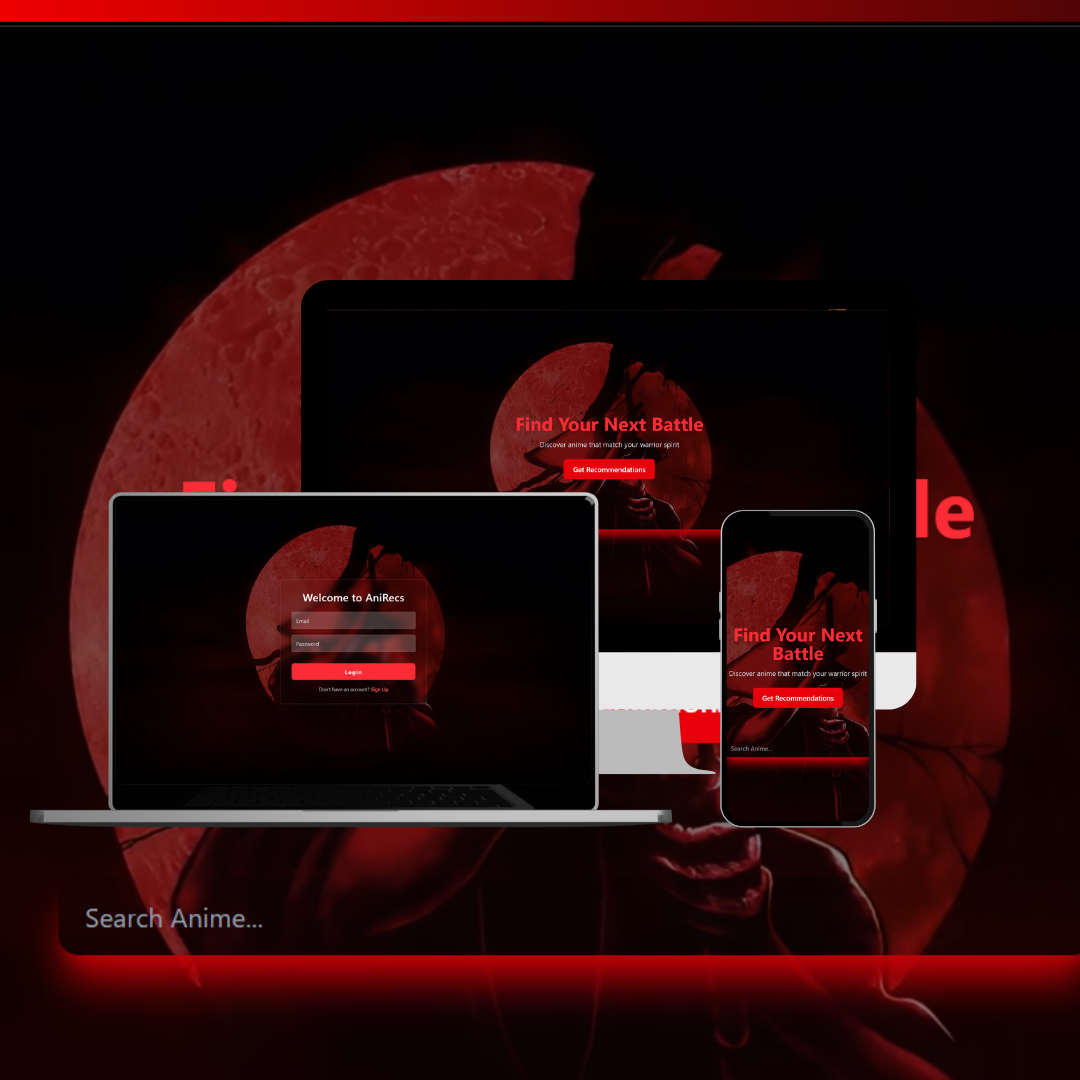 Find Your Next Battle
Discover anime that match your warrior spirit
Get Recommendations
le
Welcome to AniRecs
Email
Password
Login
Don't have an account? Sign Up
Find Your Next
Battle
Discover anime that match your warrior spirit
Get Recommendations
Search Anime...
Search Anime...